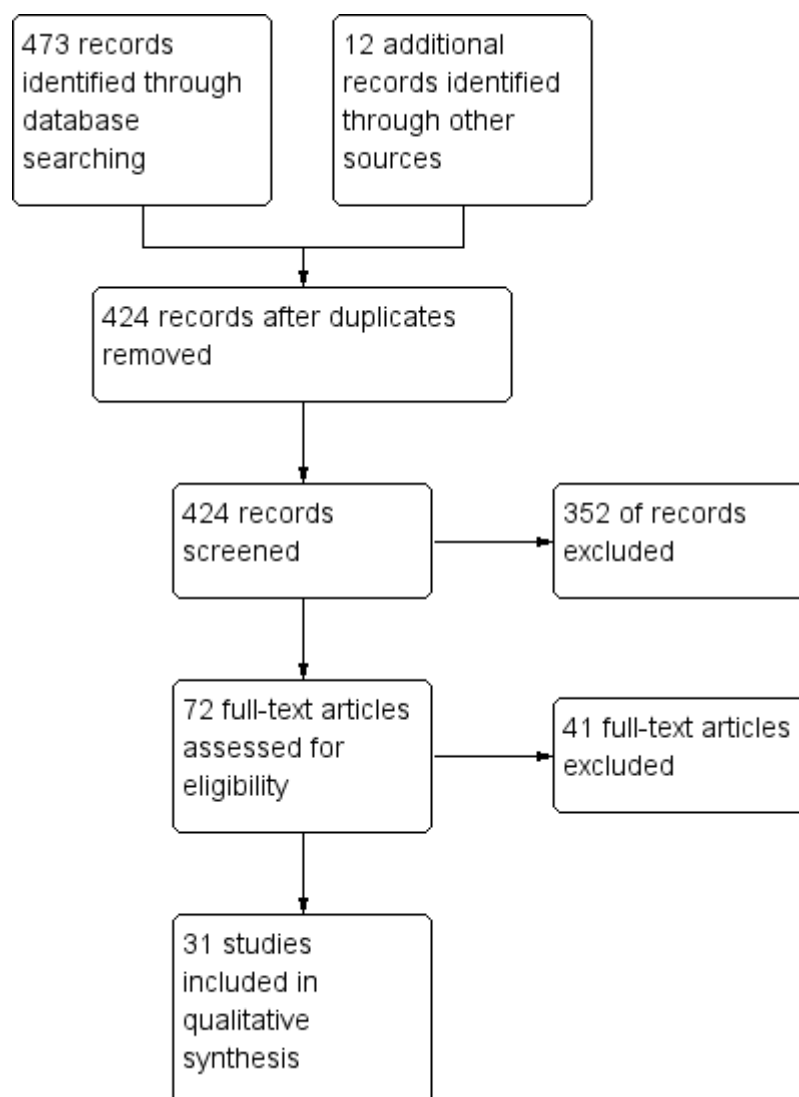 473 records
identified through
database
searching
12 additional
records identified
through other
sources
424 records after duplicates
removed
424 records
screened
352 of records
excluded
72 full-text articles
assessed for
eligibility
41 full-text articles
excluded
31 studies
included in
qualitative
synthesis